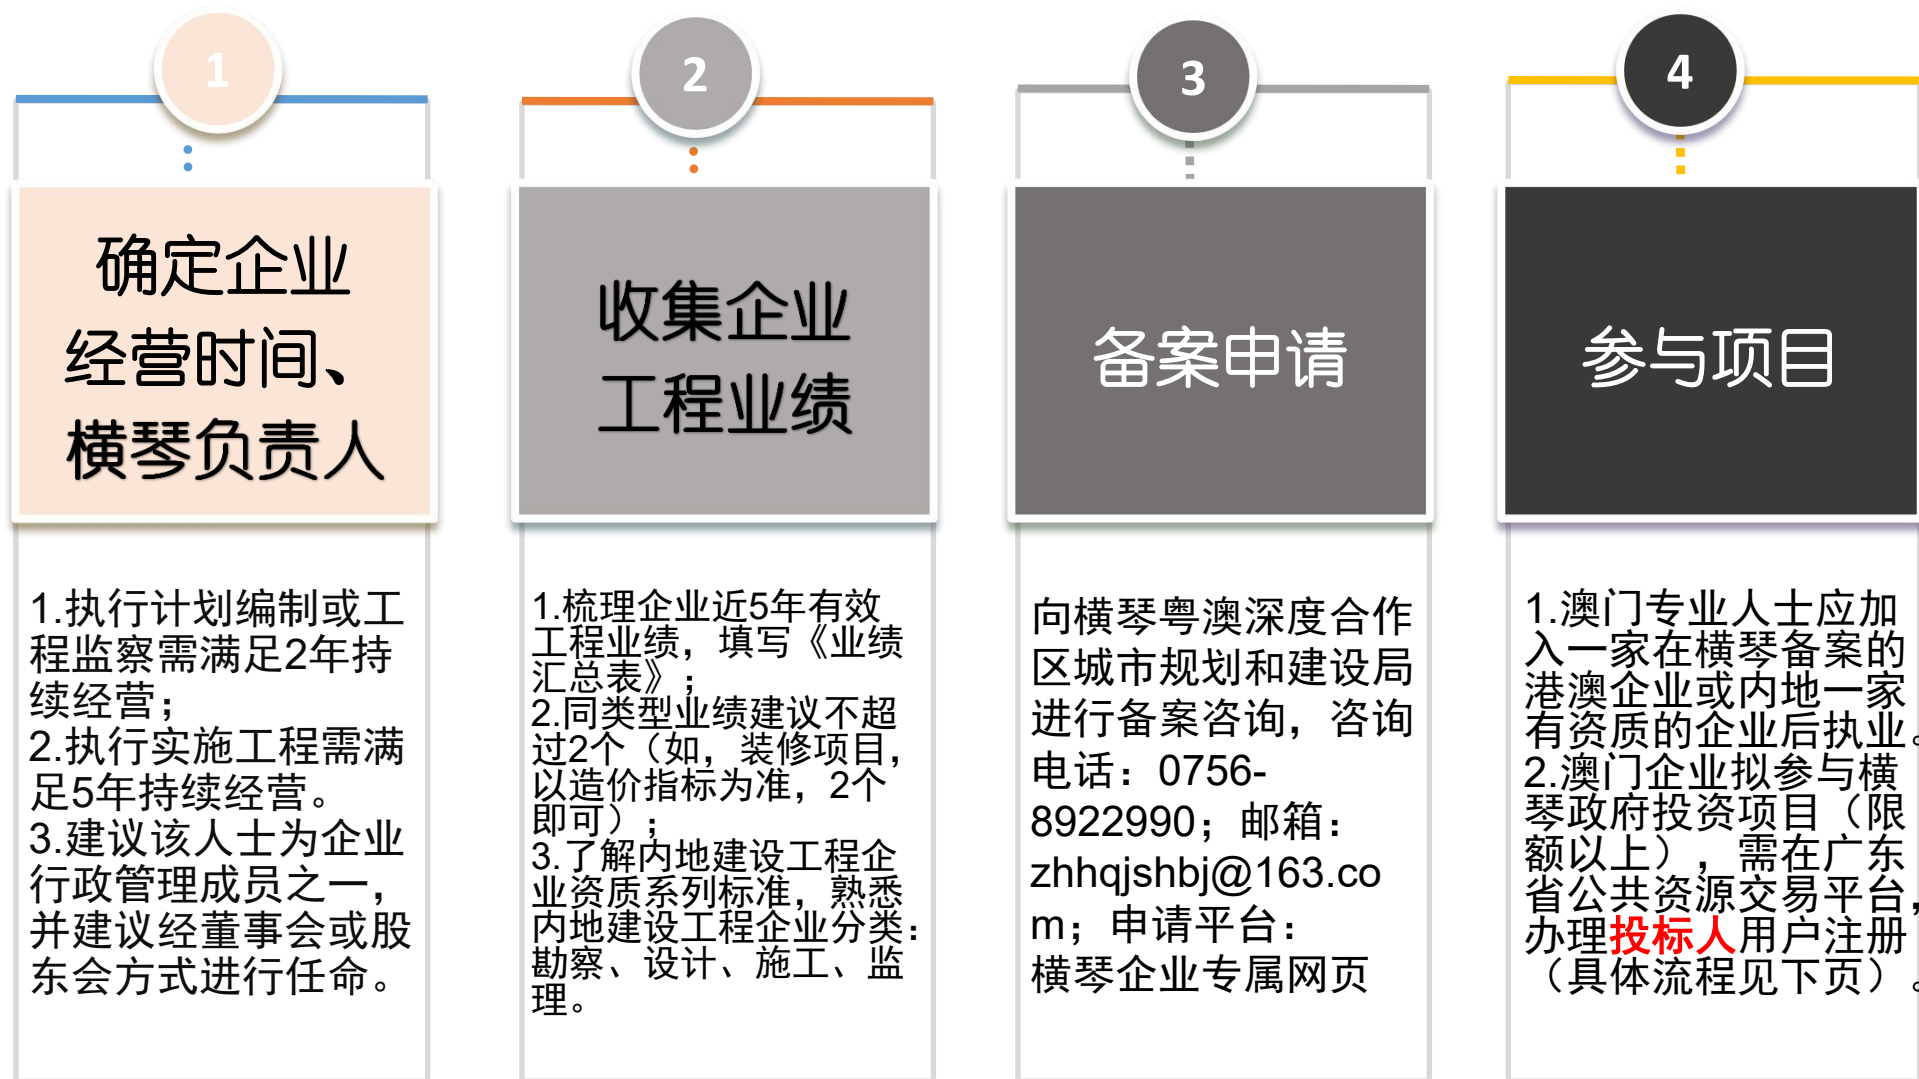 1
确定企业
经营时间、
横琴负责人
1.执行计划编制或工
程监察需满足2年持
续经营；
2.执行实施工程需满
足5年持续经营。
3.建议该人士为企业
行政管理成员之一，
并建议经董事会或股
东会方式进行任命。
2
收集企业
工程业绩
1.梳理企业近5年有效
工程业绩，填写《业绩
汇总表》；
2.同类型业绩建议不超
过2个（如，装修项目，
以造价指标为准，2个
即可）；
3.了解内地建设工程企
业资质系列标准，熟悉
内地建设工程企业分类：
勘察、设计、施工、监
理。
3
备案申请
向横琴粤澳深度合作
区城市规划和建设局
进行备案咨询，咨询
电话：0756-
8922990；邮箱：
zhhqjshbj@163.co
m；申请平台：
横琴企业专属网页
4
参与项目
1.澳门专业人士应加
入一家在横琴备案的
港澳企业或内地一家
有资质的企业后执业。
2.澳门企业拟参与横
琴政府投资项目（限
额以上），需在广东
省公共资源交易平台，
办理投标人用户注册
（具体流程见下页）。